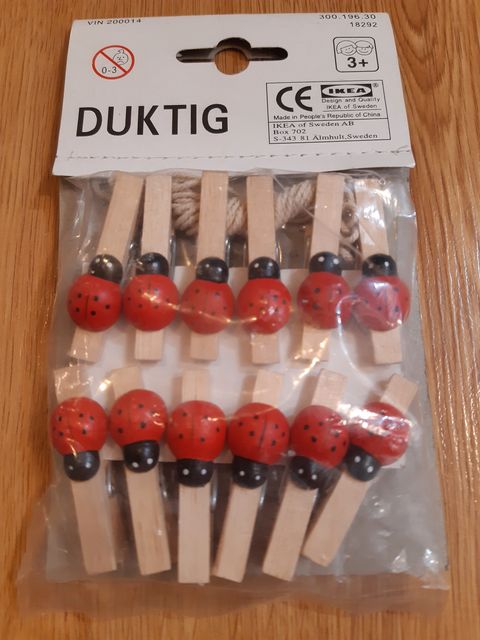 VIN 200014
300.196.30
18292
0-3
3+
DUKTIG
CE
IKEA®
Design and Quality
IKEA of Sweden
Made in People's Republic of China
IKEA of Sweden AB
Box 702
S-343 81 Älmhult,Sweden